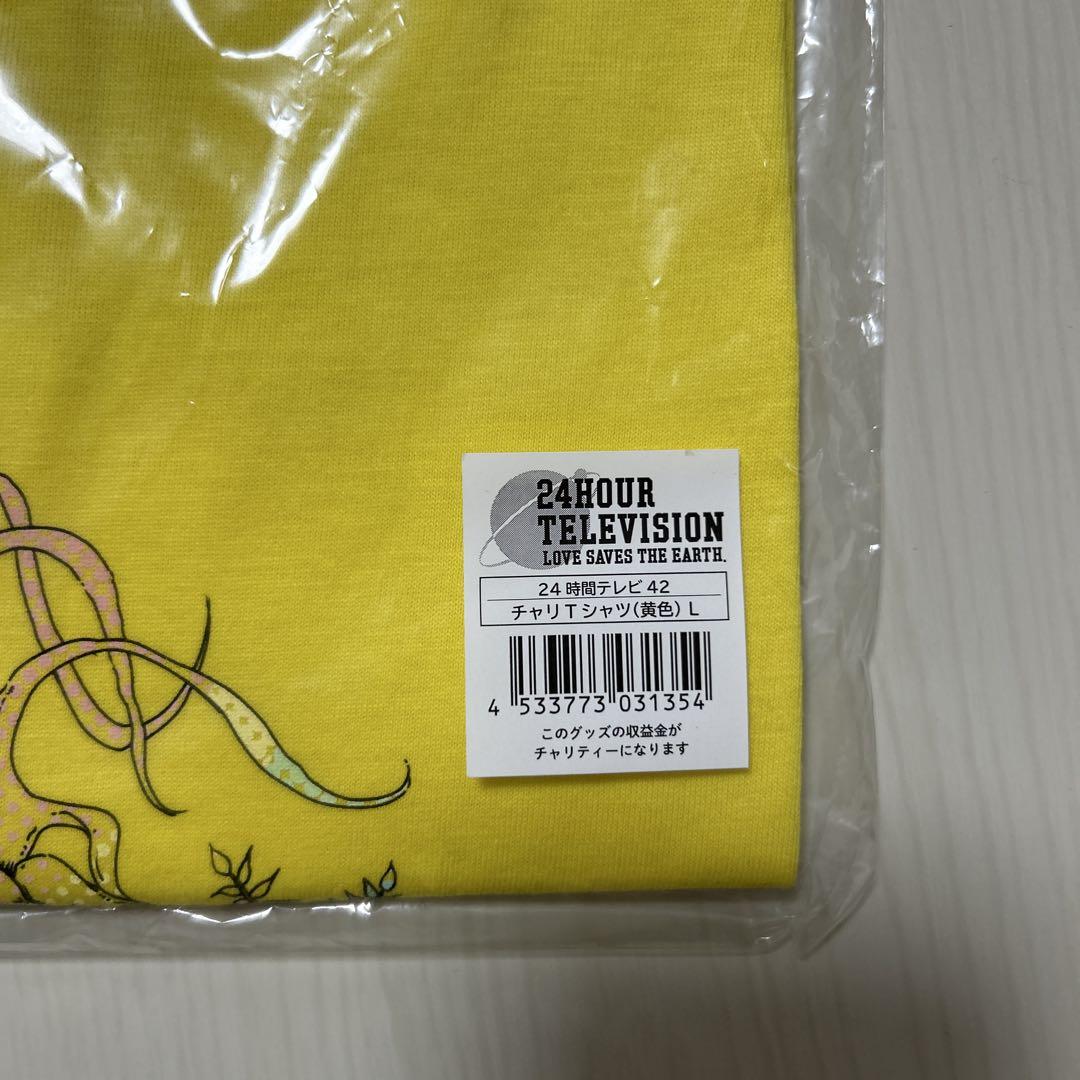 24HOUR
TELEVISION
LOVE SAVES THE EARTH.
24時間テレビ42
チャリTシャツ(黄色) L
4 533773 031354
このグッズの収益金が
チャリティーになります